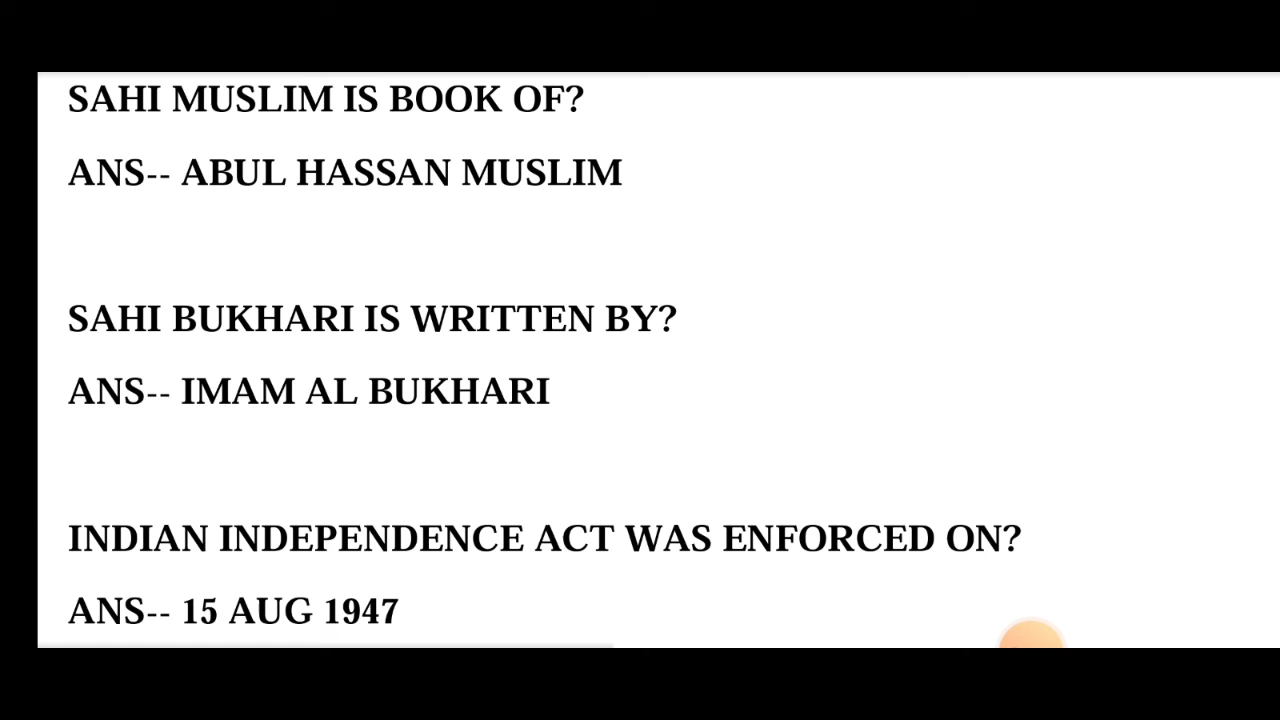 SAHI MUSLIM IS BOOK OF?
ANS-- ABUL HASSAN MUSLIM
SAHI BUKHARI IS WRITTEN BY?
ANS-- IMAM AL BUKHARI
INDIAN INDEPENDENCE ACT WAS ENFORCED ON?
ANS-- 15 AUG 1947